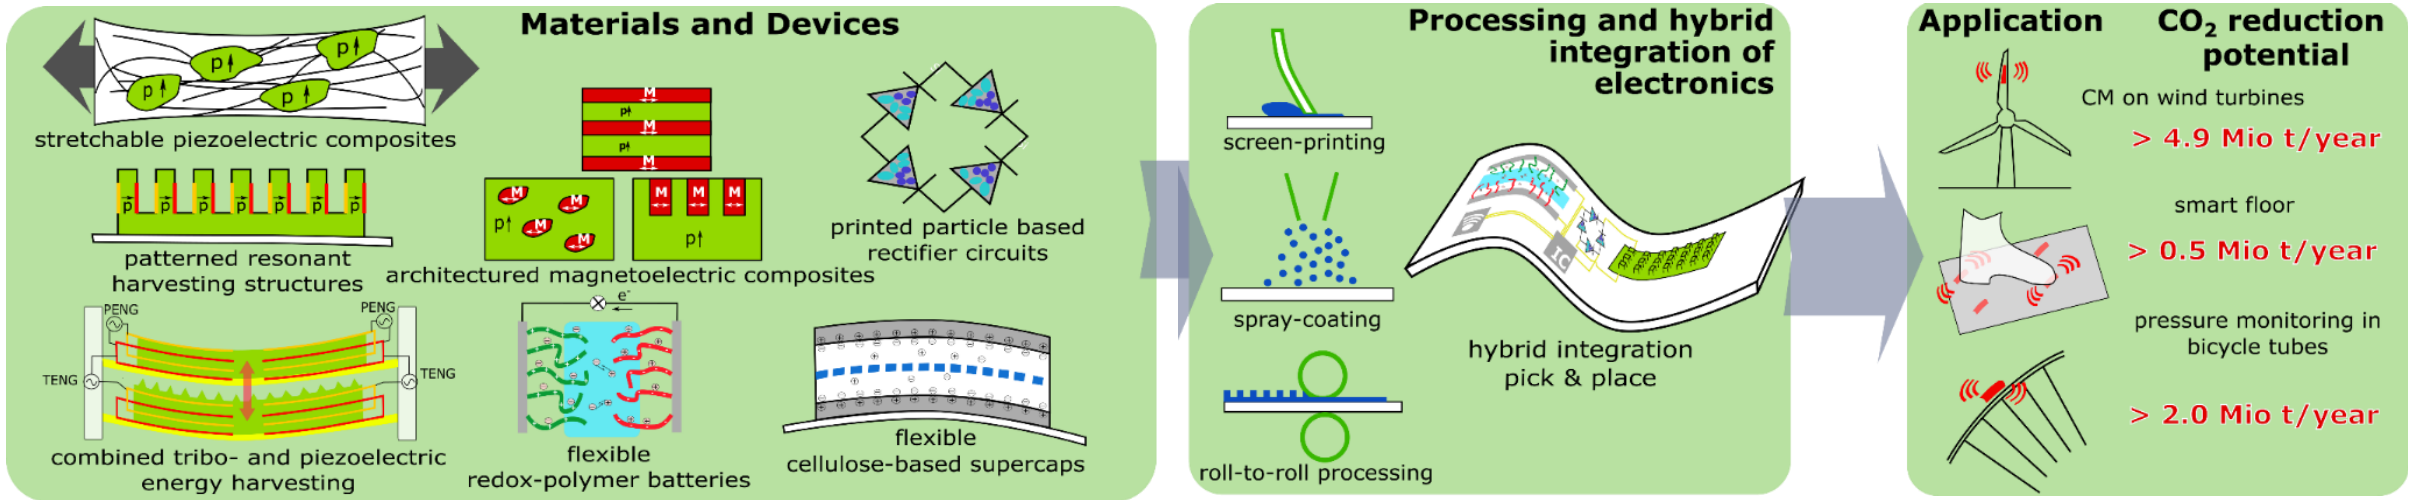 Materials and Devices
p↑
p↑
p↑
p↑
stretchable piezoelectric composites
p p p p p p p
patterned resonant
harvesting structures
PENG
PENG
TENG
TENG
combined tribo- and piezoelectric
energy harvesting
M
p↑
M
p↑
M
M
M
M
M
p↑
M M M
p↑
architectured magnetoelectric composites
e⁻
flexible
redox-polymer batteries
printed particle based
rectifier circuits
flexible
cellulose-based supercaps
Processing and hybrid
integration of
electronics
screen-printing
spray-coating
roll-to-roll processing
IC
hybrid integration
pick & place
Application
CO₂ reduction
potential
CM on wind turbines
> 4.9 Mio t/year
smart floor
> 0.5 Mio t/year
pressure monitoring in
bicycle tubes
> 2.0 Mio t/year